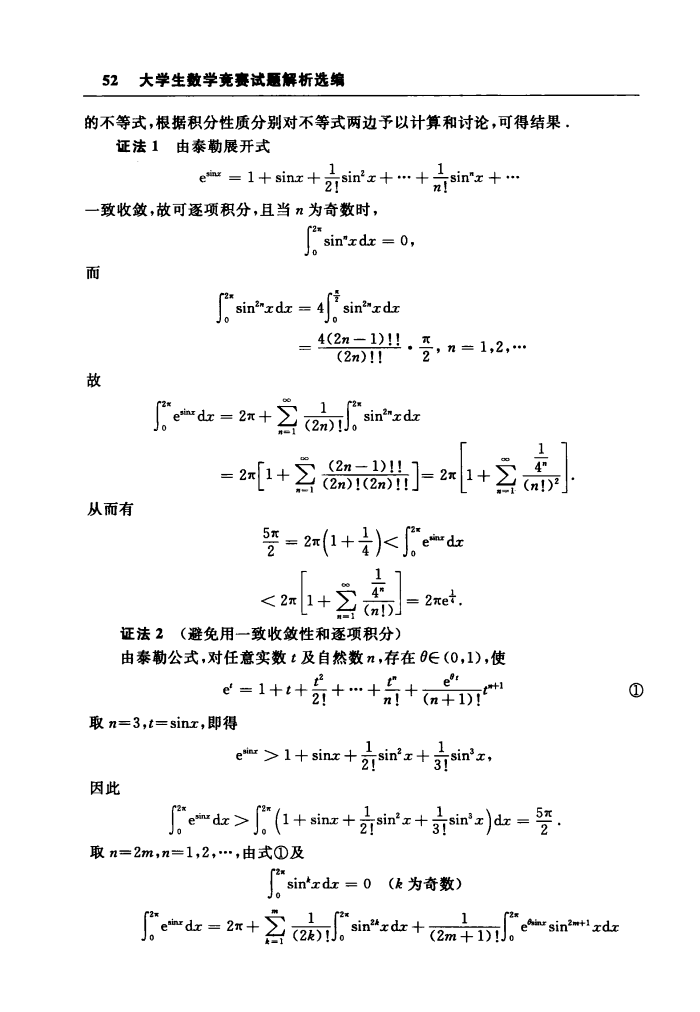 52 大学生数学竞赛试题解析选编
的不等式,根据积分性质分别对不等式两边予以计算和讨论,可得结果.
证法 1 由泰勒展开式
$e^{\sin x} = 1 + \sin x + \frac{1}{2!}\sin^2 x + \cdots + \frac{1}{n!}\sin^n x + \cdots$
一致收敛,故可逐项积分,且当 n 为奇数时,
$\int_0^{2\pi} \sin^n x dx = 0,$
而
$\int_0^{2\pi} \sin^{2n} x dx = 4\int_0^{\frac{\pi}{2}} \sin^{2n} x dx$
$= \frac{4(2n-1)!!}{(2n)!!} \cdot \frac{\pi}{2}, n = 1,2,\cdots$
故
$\int_0^{2\pi} e^{\sin x} dx = 2\pi + \sum_{n=1}^{\infty} \frac{1}{(2n)!}\int_0^{2\pi} \sin^{2n} x dx$
$= 2\pi\left[1 + \sum_{n=1}^{\infty} \frac{(2n-1)!!}{(2n)!(2n)!!}\right] = 2\pi\left[1 + \sum_{n=1}^{\infty} \frac{\frac{1}{4^n}}{(n!)^2}\right].$
从而有
$\frac{5\pi}{2} = 2\pi\left(1 + \frac{1}{4}\right) < \int_0^{2\pi} e^{\sin x} dx$
$< 2\pi\left[1 + \sum_{n=1}^{\infty} \frac{\frac{1}{4^n}}{(n!)}\right] = 2\pi e^{\frac{1}{4}}.$
证法 2 (避免用一致收敛性和逐项积分)
由泰勒公式,对任意实数 t 及自然数 n,存在 θ∈(0,1),使
$e^t = 1 + t + \frac{t^2}{2!} + \cdots + \frac{t^n}{n!} + \frac{e^{\theta t}}{(n+1)!}t^{n+1}$ ①
取 n=3,t=sinx,即得
$e^{\sin x} > 1 + \sin x + \frac{1}{2!}\sin^2 x + \frac{1}{3!}\sin^3 x,$
因此
$\int_0^{2\pi} e^{\sin x} dx > \int_0^{2\pi}\left(1 + \sin x + \frac{1}{2!}\sin^2 x + \frac{1}{3!}\sin^3 x\right)dx = \frac{5\pi}{2}.$
取 n=2m,n=1,2,⋯,由式①及
$\int_0^{2\pi} \sin^k x dx = 0$ (k 为奇数)
$\int_0^{2\pi} e^{\sin x} dx = 2\pi + \sum_{k=1}^{m} \frac{1}{(2k)!}\int_0^{2\pi} \sin^{2k} x dx + \frac{1}{(2m+1)!}\int_0^{2\pi} e^{\theta \sin x} \sin^{2m+1} x dx$